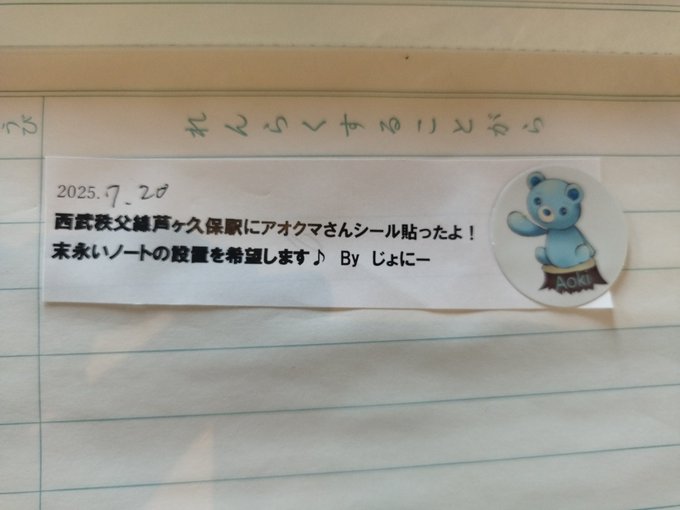 れんらくすることがら
うび
2025.7.20
西武秩父線芦ヶ久保駅にアオクマさんシール貼ったよ！
末永いノートの設置を希望します♪ By じょにー
Aoki